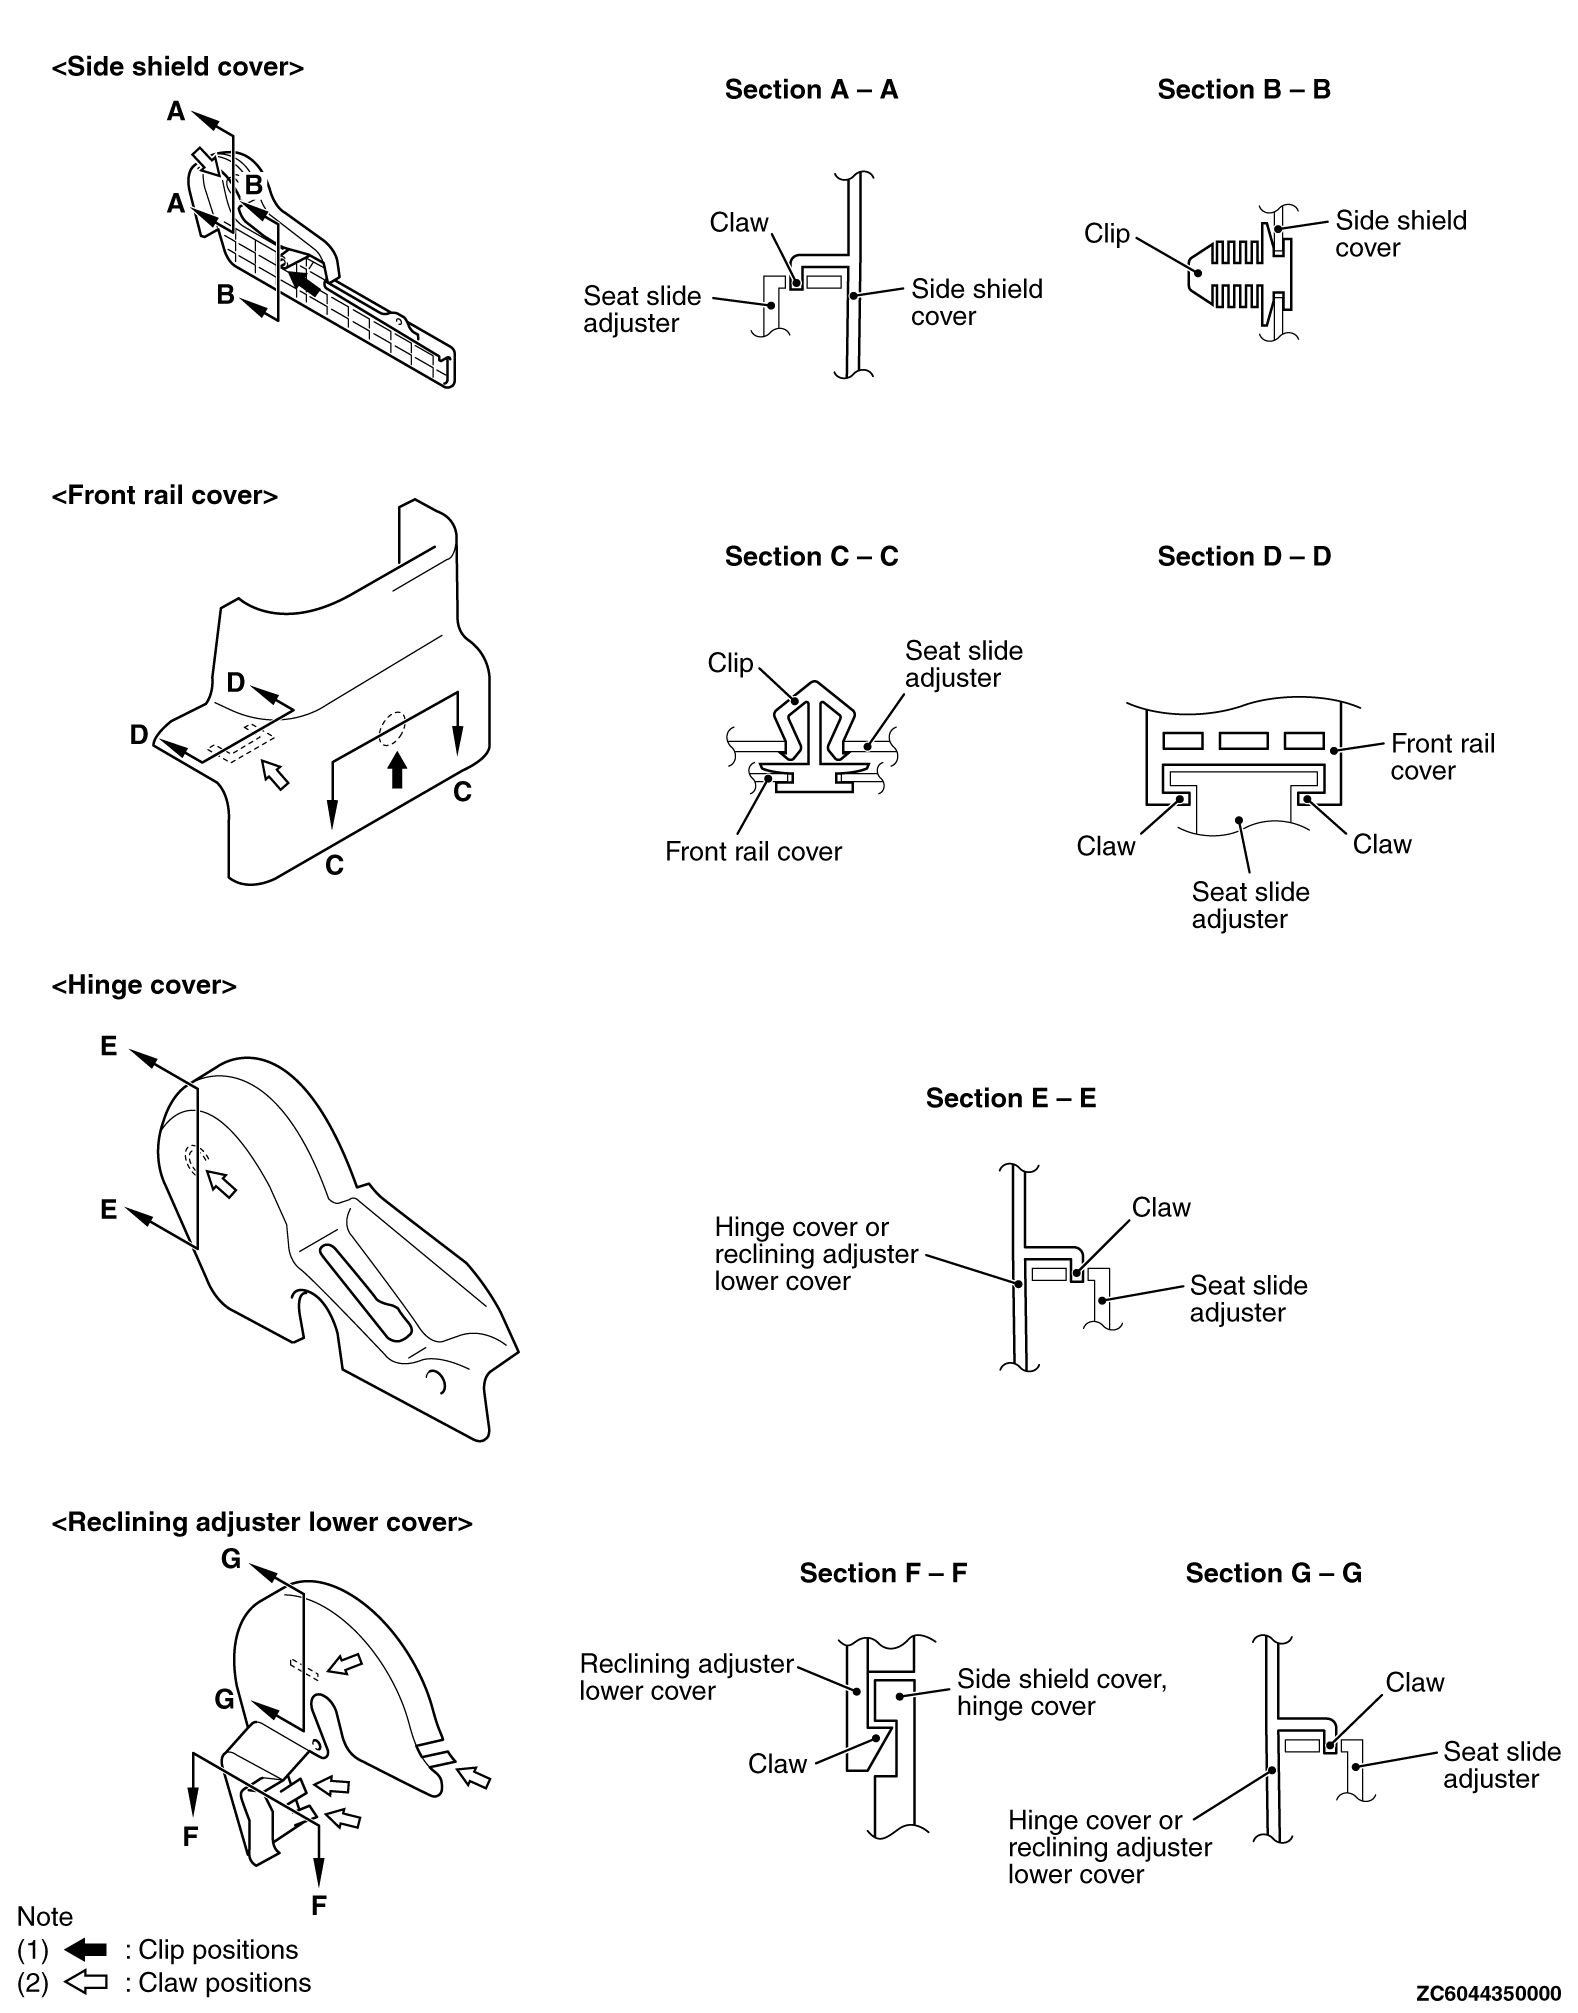 <Side shield cover>
A
B
A
B
Section A – A
Claw
Seat slide
adjuster
Side shield
cover
Section B – B
Clip
Side shield
cover
<Front rail cover>
D
D
C
C
Section C – C
Clip
Seat slide
adjuster
Front rail cover
Section D – D
Front rail
cover
Claw
Claw
Seat slide
adjuster
<Hinge cover>
E
E
Section E – E
Claw
Hinge cover or
reclining adjuster
lower cover
Seat slide
adjuster
<Reclining adjuster lower cover>
G
G
F
F
Section F – F
Reclining adjuster
lower cover
Side shield cover,
hinge cover
Claw
Section G – G
Claw
Seat slide
adjuster
Hinge cover or
reclining adjuster
lower cover
Note
(1) : Clip positions
(2) : Claw positions
ZC6044350000